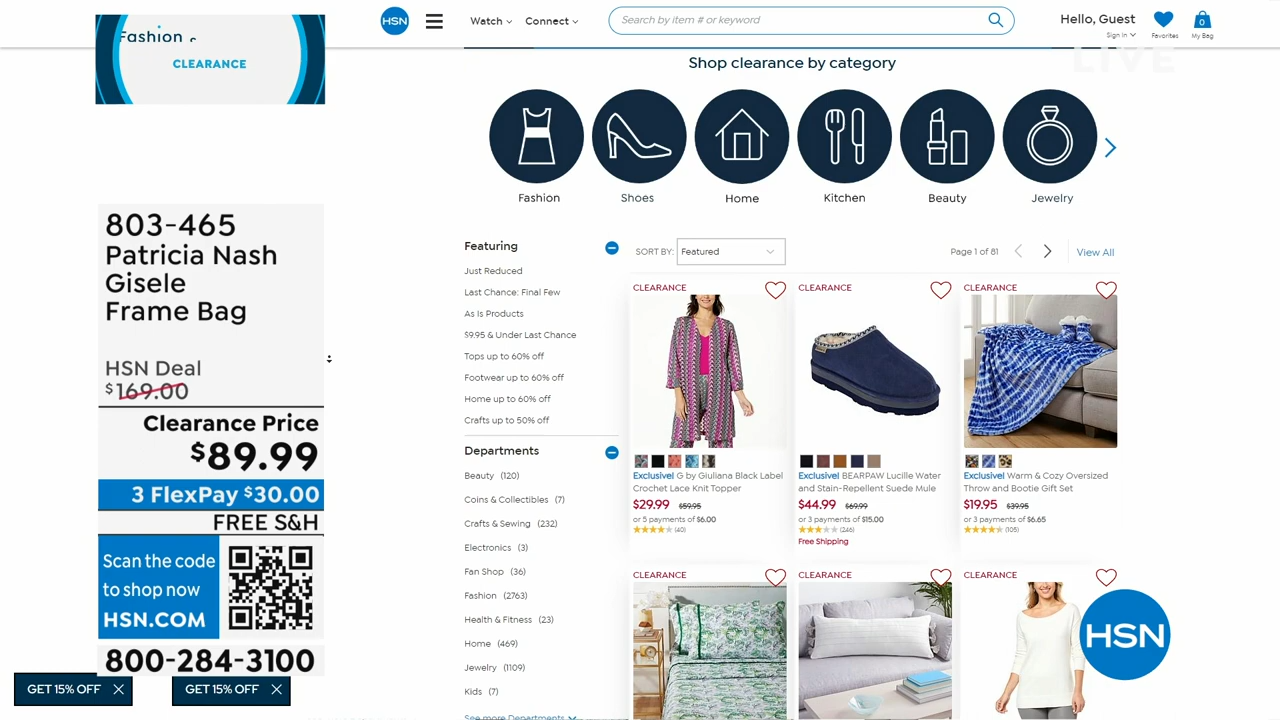 Fashion
CLEARANCE
803-465
Patricia Nash
Gisele
Frame Bag
HSN Deal
$169.00
Clearance Price
$89.99
3 FlexPay $30.00
FREE S&H
Scan the code
to shop now
HSN.COM
800-284-3100
GET 15% OFF
GET 15% OFF
HSN
Watch
Connect
Search by item # or keyword
Hello, Guest
Sign In
Favorites
0
My Bag
LIVE
Shop clearance by category
Fashion
Shoes
Home
Kitchen
Beauty
Jewelry
Featuring
Just Reduced
Last Chance: Final Few
As Is Products
$9.95 & Under Last Chance
Tops up to 60% off
Footwear up to 60% off
Home up to 60% off
Crafts up to 50% off
Departments
Beauty (120)
Coins & Collectibles (7)
Crafts & Sewing (232)
Electronics (3)
Fan Shop (36)
Fashion (2763)
Health & Fitness (23)
Home (469)
Jewelry (1109)
Kids (7)
See more Departments
SORT BY: Featured
Page 1 of 81
View All
CLEARANCE
Exclusive! G by Giuliana Black Label
Crochet Lace Knit Topper
$29.99 $59.95
or 5 payments of $6.00
(40)
CLEARANCE
Exclusive! BEARPAW Lucille Water
and Stain-Repellent Suede Mule
$44.99 $69.99
or 3 payments of $15.00
(246)
Free Shipping
CLEARANCE
Exclusive! Warm & Cozy Oversized
Throw and Bootie Gift Set
$19.95 $39.95
or 3 payments of $6.65
(105)
CLEARANCE
CLEARANCE
CLEARANCE
HSN